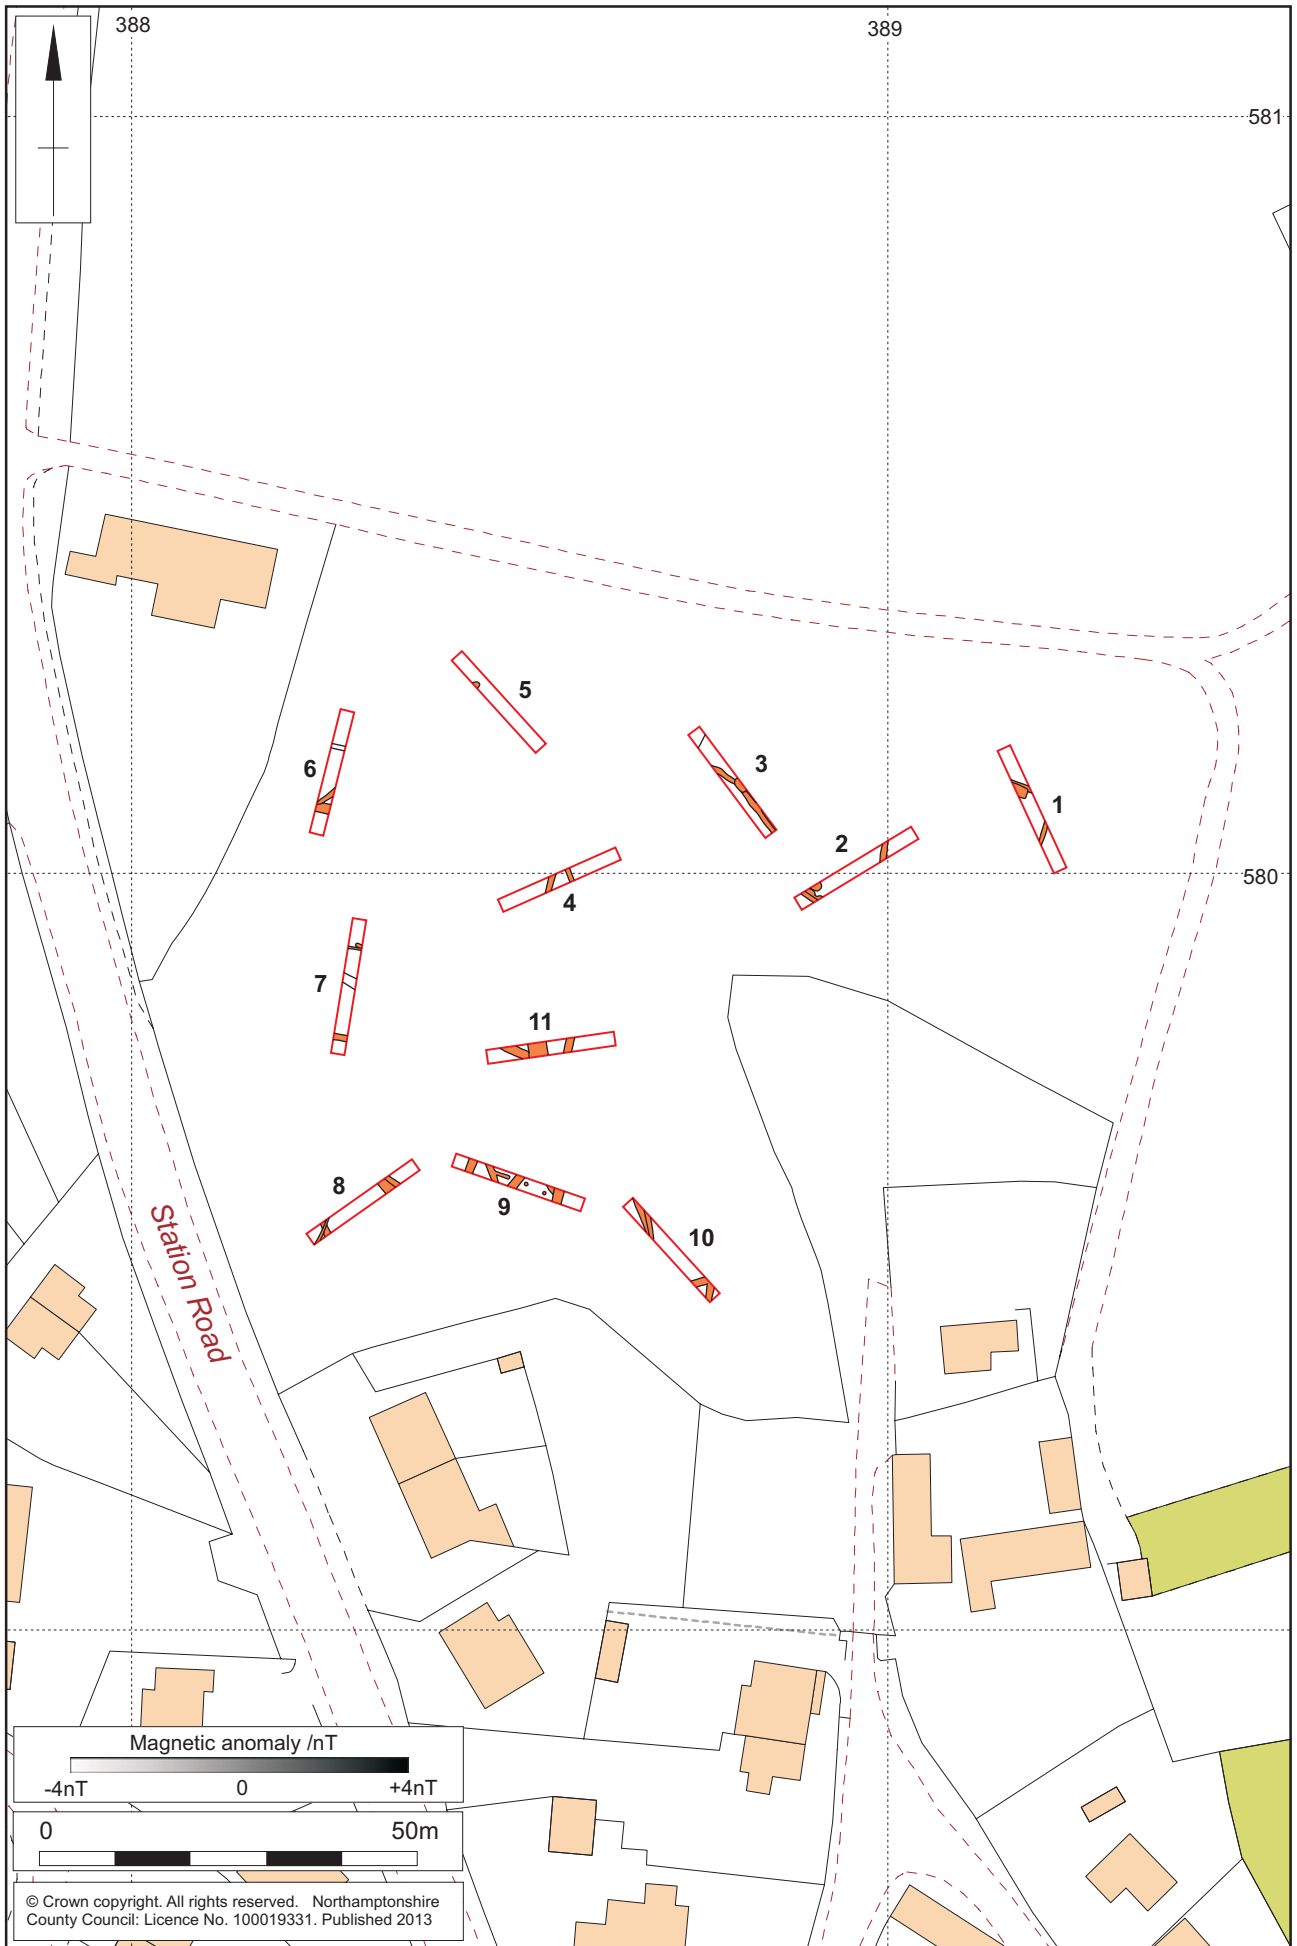 388
389
581
5
3
6
1
2
580
4
7
11
8
9
10
Station Road
Magnetic anomaly /nT
-4nT 0 +4nT
0 50m
© Crown copyright. All rights reserved. Northamptonshire
County Council: Licence No. 100019331. Published 2013